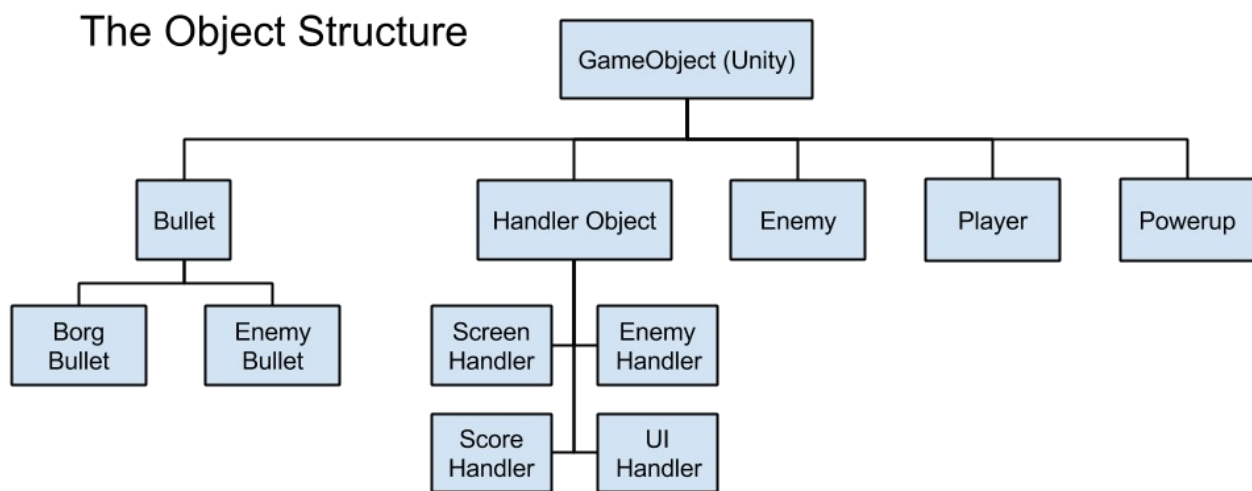 The Object Structure
GameObject (Unity)
Bullet
Handler Object
Enemy
Player
Powerup
Borg
Bullet
Enemy
Bullet
Screen
Handler
Enemy
Handler
Score
Handler
UI
Handler